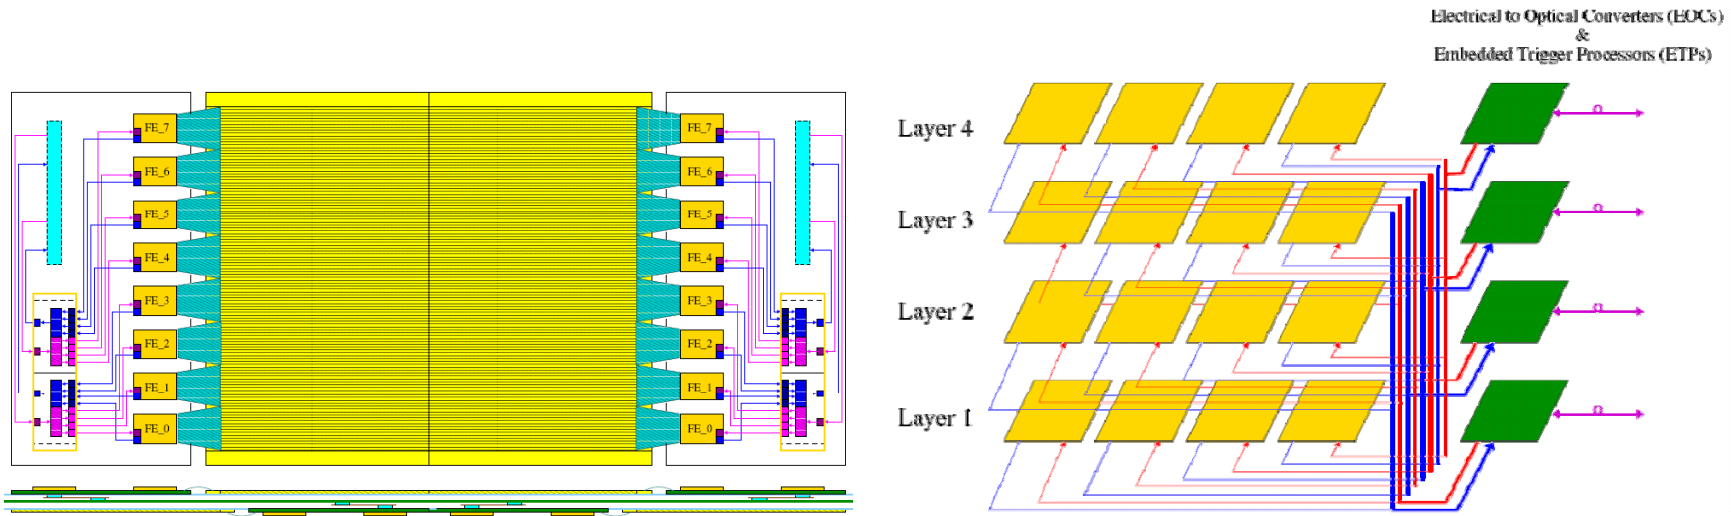 Electrical to Optical Converters (EOCs)
&
Embedded Trigger Processors (ETPs)
FE_7
FE_6
FE_5
FE_4
FE_3
FE_2
FE_1
FE_0
FE_7
FE_6
FE_5
FE_4
FE_3
FE_2
FE_1
FE_0
Layer 4
Layer 3
Layer 2
Layer 1